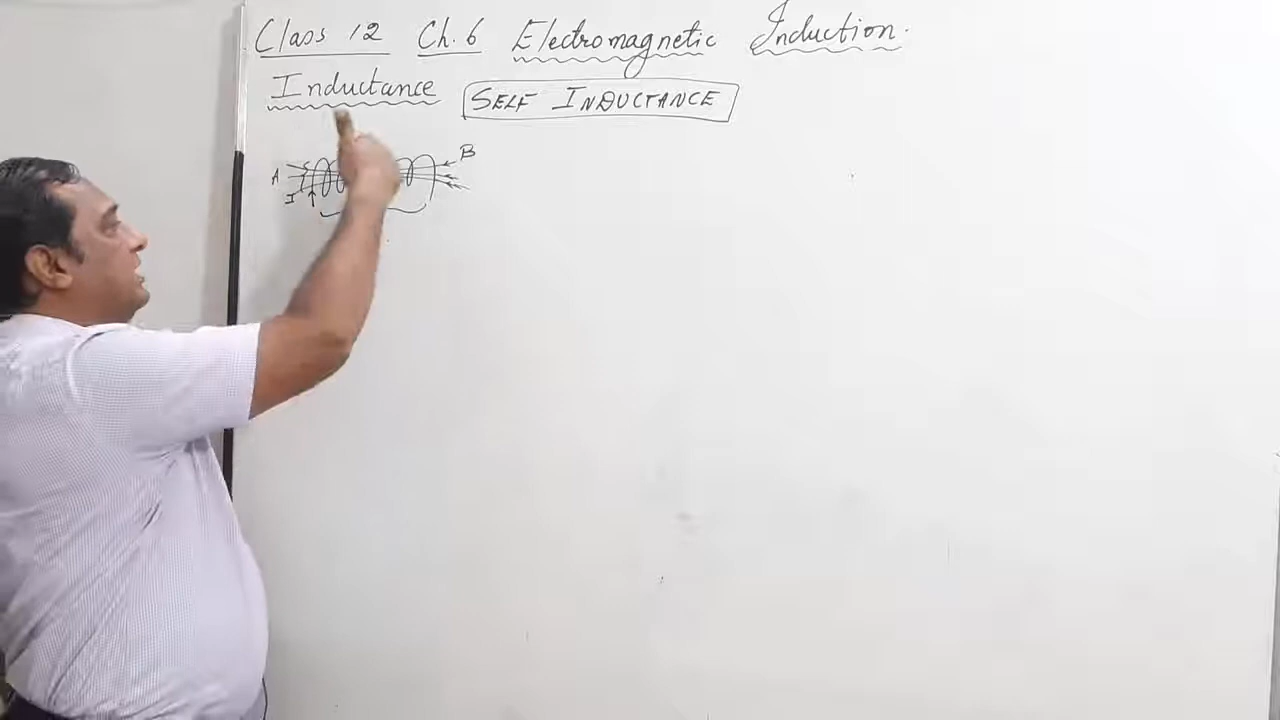 Class 12 Ch. 6 Electromagnetic Induction.
Inductance SELF INDUCTANCE
A B
I